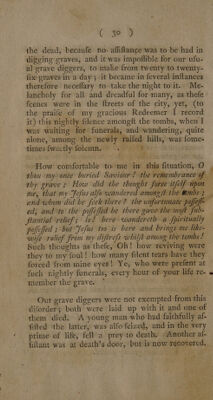 ( 30 )
the dead, becauſe no aſſiſtance was to be had in
digging graves, and it was impoſſible for our uſu-
al grave diggers, to make from twenty to twenty-
ſix graves in a day ; it became in ſeveral inſtances
therefore neceſſary to take the night to it. Me-
lancholy for all and dreadful for many, as theſe
ſcenes were in the ſtreets of the city, yet, (to
the praiſe of my gracious Redeemer I record
it) this nightly ſilence amongſt the tombs, when I
was waiting for funerals, and wandering, quite
alone, among the newly raiſed hills, was ſome-
times ſweetly ſolemn.
How comfortable to me in this ſituation, O
thou my once buried Saviour ! the remembrance of
thy grave ; How did the thought force itſelf upon
me, that my Jeſus alſo wandered amongſt the tombs ;
and whom did he ſeek there? the unfortunate poſſeſſ-
ed, and to the poſſeſſed he there gave the moſt ſub-
ſtantial relief ; lo! here wandereth a ſpiritually
poſſeſſed ; but Jeſus too is here and brings me like-
wiſe relief from my diſtreſs whilſt among the tombs !
Such thoughts as theſe, Oh! how reviving were
they to my ſoul ! how many ſilent tears have they
forced from mine eyes! Ye, who were preſent at
ſuch nightly funerals, every hour of your life re-
member the grave.
Our grave diggers were not exempted from this
diſorder ; both were laid up with it and one of
them died. A young man who had faithfully aſ-
ſiſted the latter, was alſo ſeized, and in the very
prime of life, fell a prey to death. Another aſ-
ſiſtant was at death's door, but is now recovered,